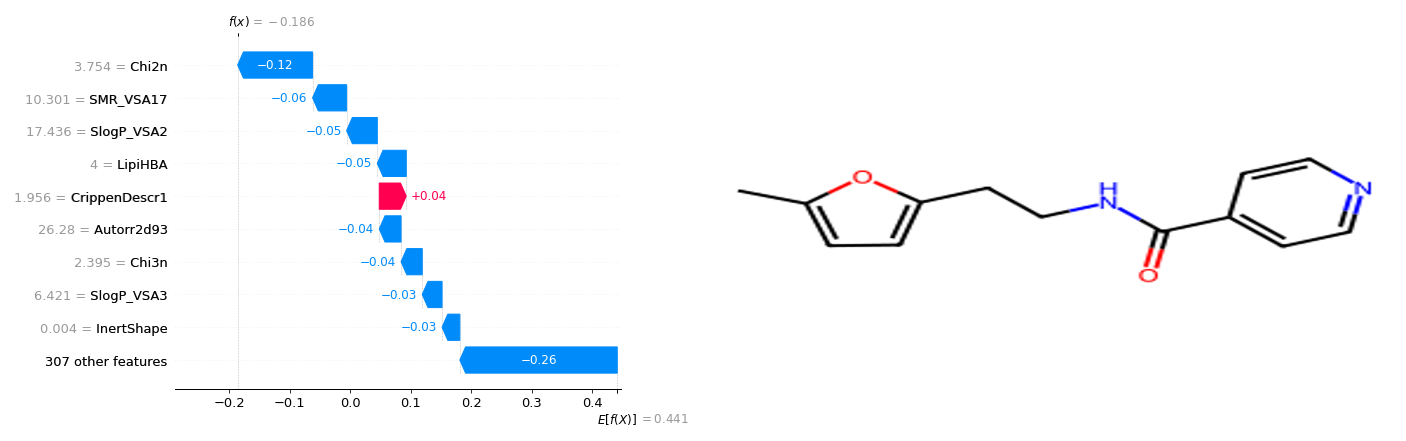 f(x) = −0.186
3.754 = Chi2n
−0.12
10.301 = SMR_VSA17
−0.06
17.436 = SlogP_VSA2
−0.05
4 = LipiHBA
−0.05
1.956 = CrippenDescr1
+0.04
26.28 = Autorr2d93
−0.04
2.395 = Chi3n
−0.04
6.421 = SlogP_VSA3
−0.03
0.004 = InertShape
−0.03
307 other features
−0.26
−0.2 −0.1 0.0 0.1 0.2 0.3 0.4
E[f(X)] = 0.441
O
H
N
O
N